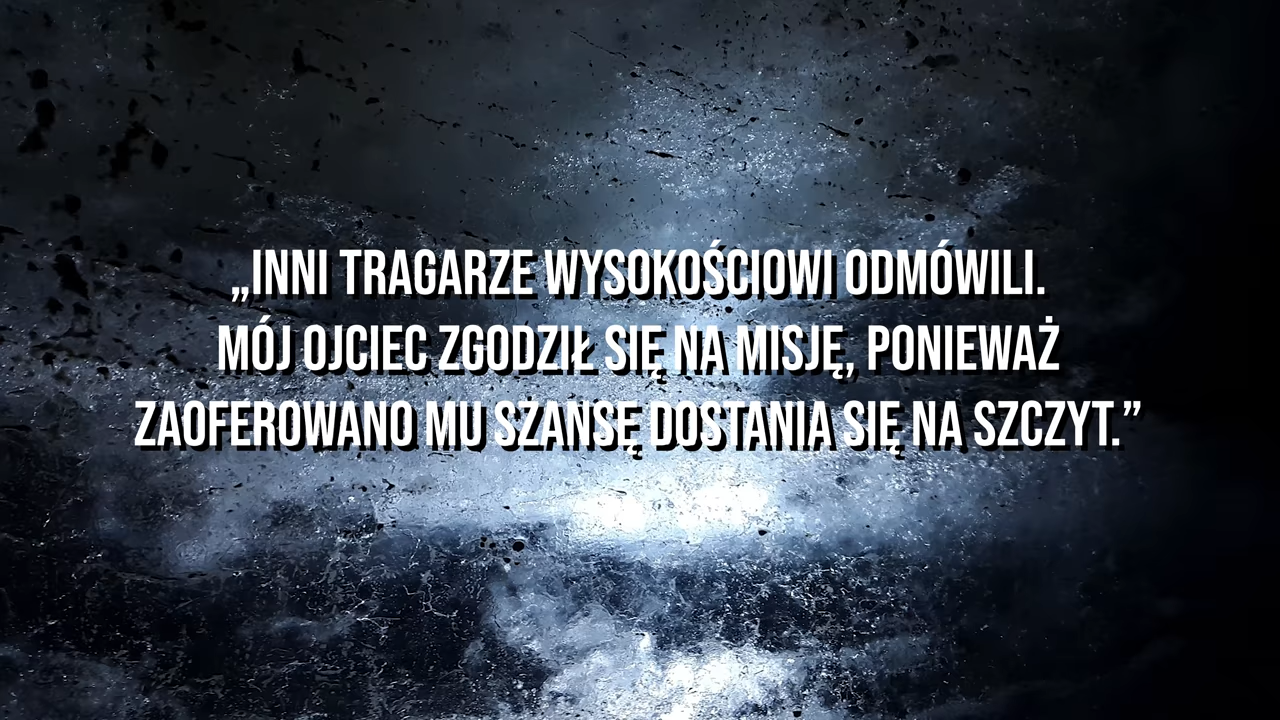 „INNI TRAGARZE WYSOKOŚCIOWI ODMÓWILI.
MÓJ OJCIEC ZGODZIŁ SIĘ NA MISJĘ, PONIEWAŻ
ZAOFEROWANO MU SZANSĘ DOSTANIA SIĘ NA SZCZYT.”